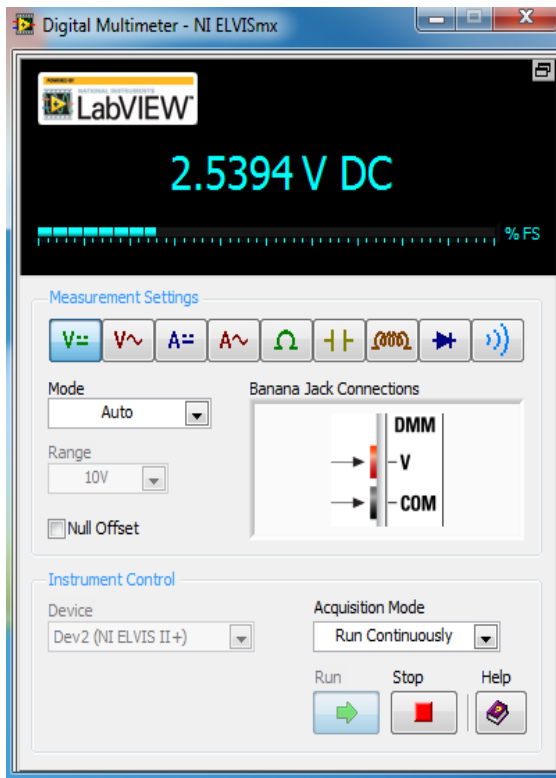 Digital Multimeter - NI ELVISmx
POWERED BY
NATIONAL INSTRUMENTS
LabVIEW™
2.5394 V DC
% FS
Measurement Settings
V
V
A
A
Ω
Mode
Banana Jack Connections
Auto
DMM
V
COM
Range
10V
Null Offset
Instrument Control
Device
Acquisition Mode
Dev2 (NI ELVIS II+)
Run Continuously
Run
Stop
Help